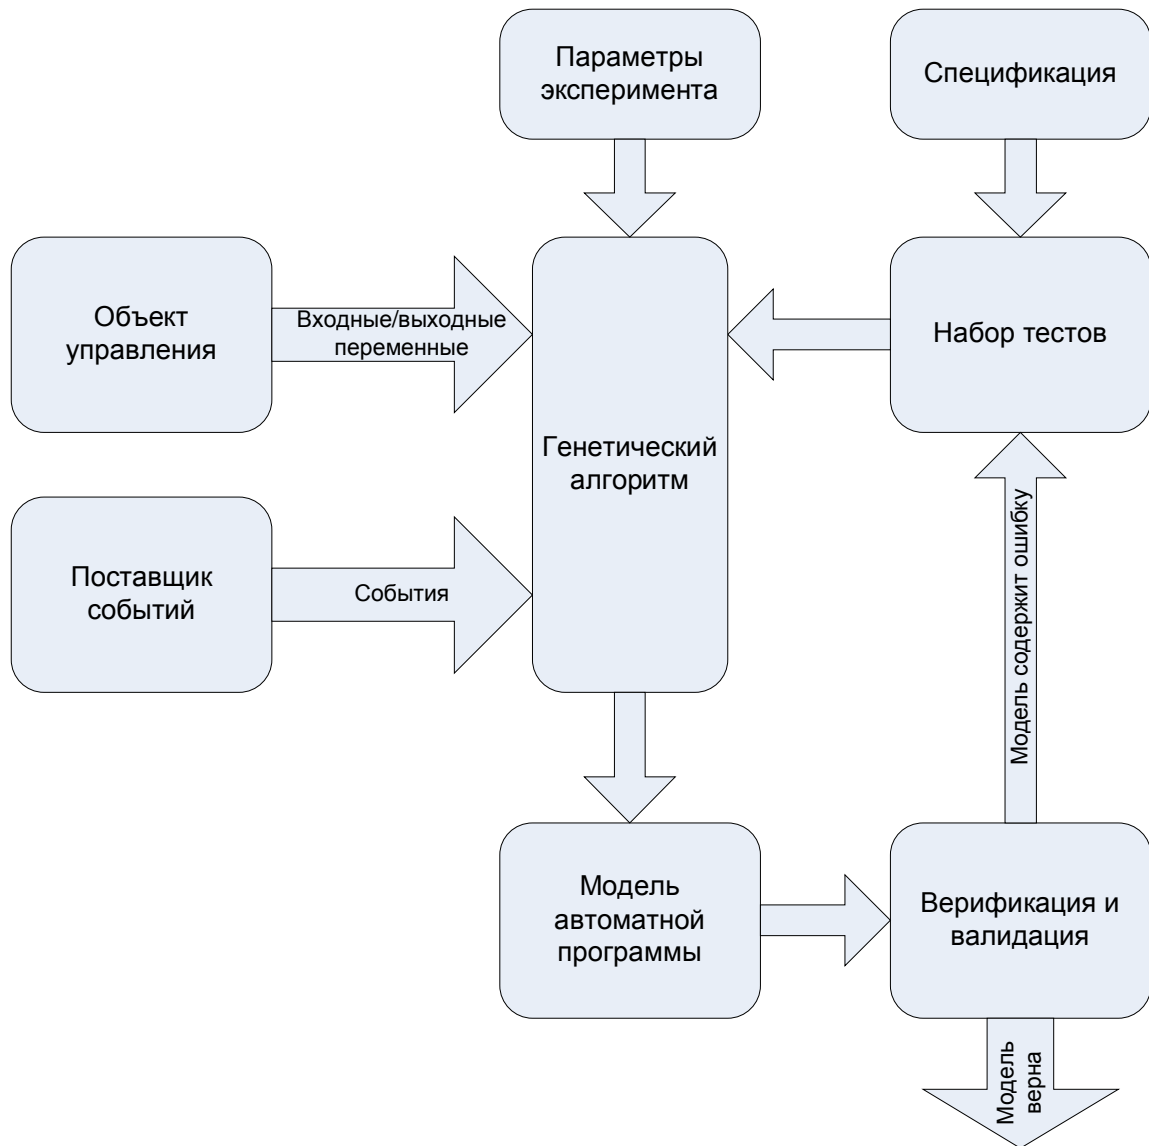 Параметры
эксперимента
Спецификация
Объект
управления
Входные/выходные
переменные
Набор тестов
Генетический
алгоритм
Поставщик
событий
События
Модель содержит ошибку
Модель
автоматной
программы
Верификация и
валидация
Модель
верна